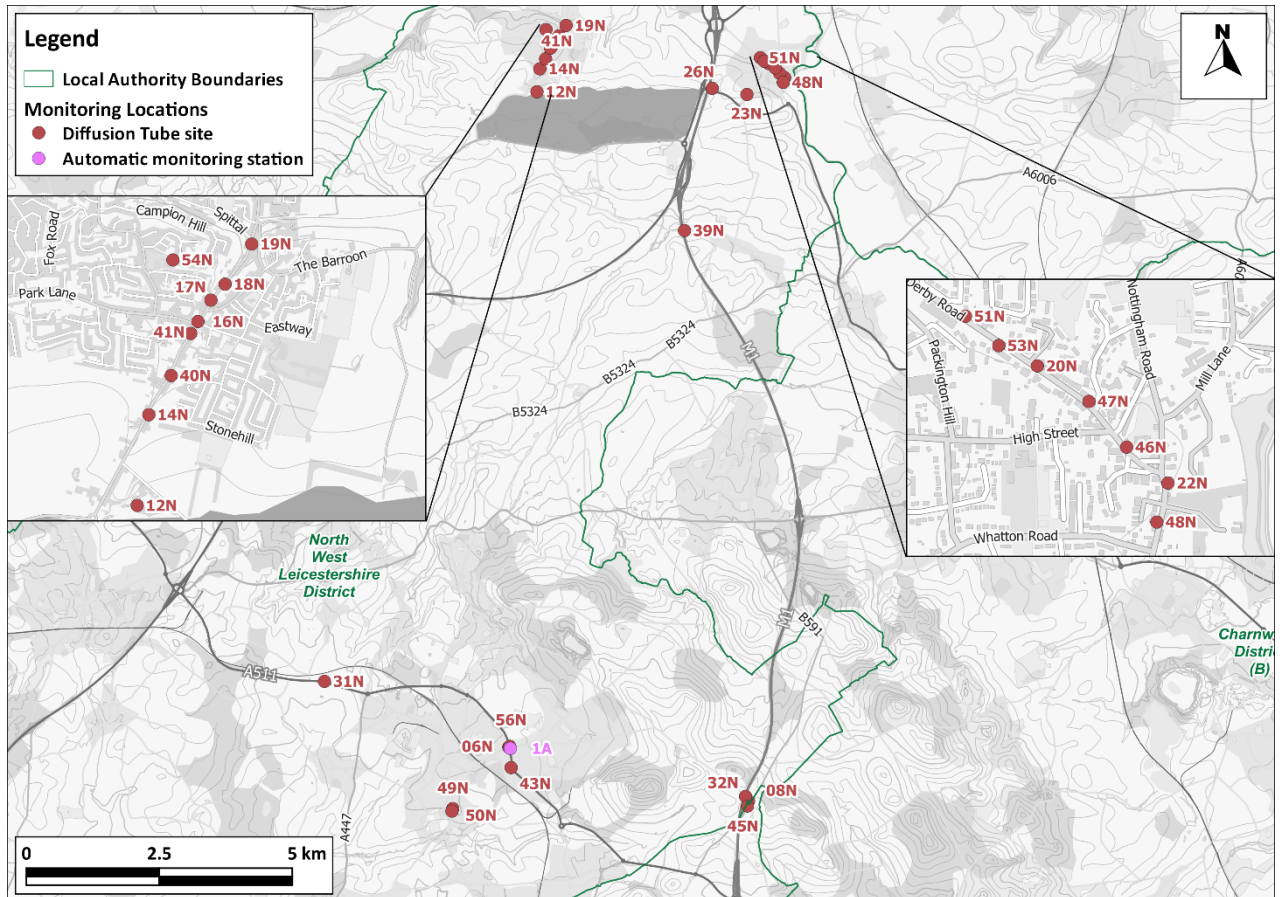 Legend
Local Authority Boundaries
Monitoring Locations
Diffusion Tube site
Automatic monitoring station
19N
41N
14N
12N
26N
51N
48N
23N
N
A6006
39N
M1
B5324
B5324
B5324
Campion Hill
Spittal
Fox Road
54N
19N
The Barroon
17N
18N
Park Lane
16N
41N
Eastway
40N
14N
Stonehill
12N
Derby Road
51N
53N
Nottingham Road
Packington Hill
20N
Mill Lane
47N
High Street
46N
22N
48N
Whatton Road
North
West
Leicestershire
District
M1
B591
District
(B)
A511
31N
56N
06N
1A
43N
49N
50N
A447
32N
08N
45N
0
2.5
5 km